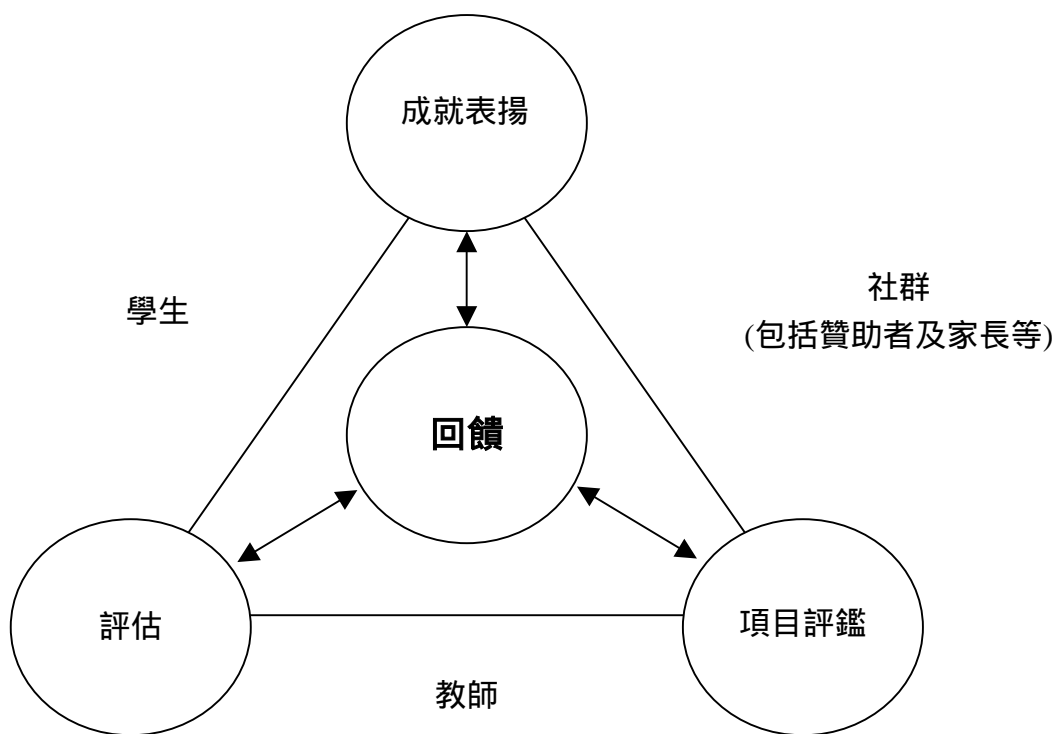 成就表揚
學生
社群
(包括贊助者及家長等)
回饋
評估
項目評鑑
教師